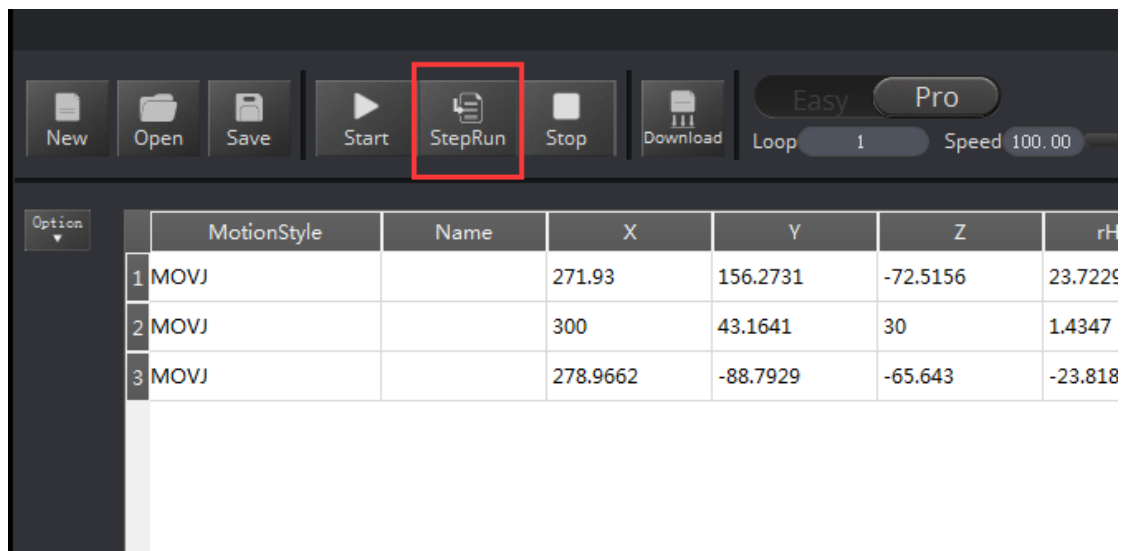 New Open Save Start StepRun Stop Download Easy Pro
Loop 1 Speed 100.00
Option
MotionStyle Name X Y Z rH
1 MOVJ 271.93 156.2731 -72.5156 23.7229
2 MOVJ 300 43.1641 30 1.4347
3 MOVJ 278.9662 -88.7929 -65.643 -23.818